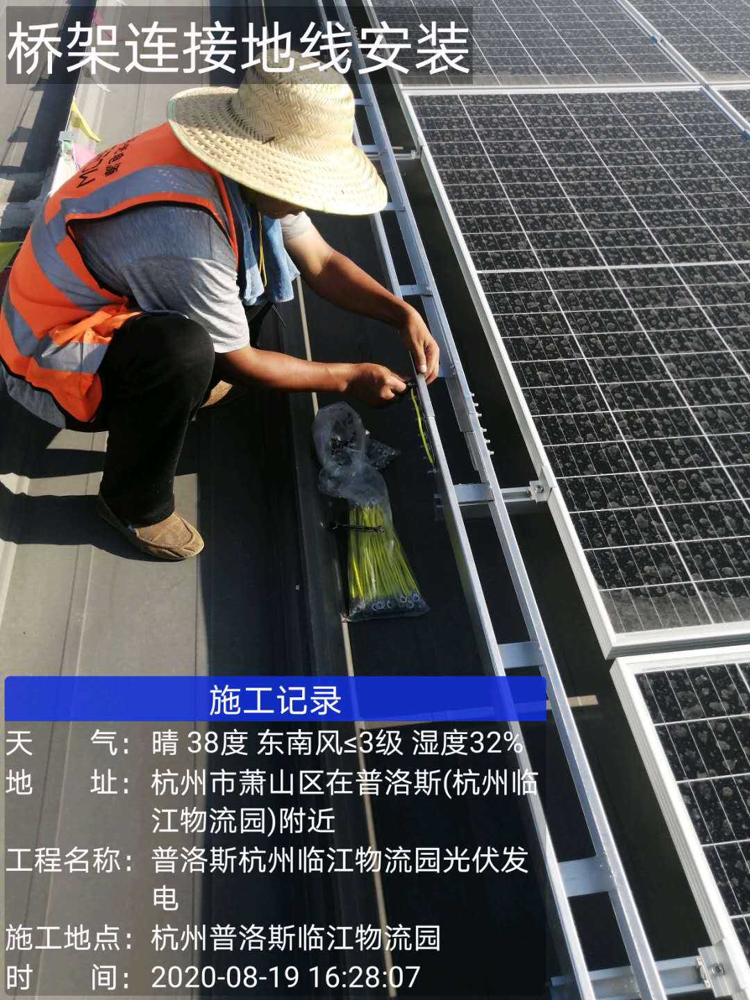 桥架连接地线安装
施工记录
天 气：晴 38度 东南风≤3级 湿度32%
地 址：杭州市萧山区在普洛斯(杭州临
江物流园)附近
工程名称：普洛斯杭州临江物流园光伏发
电
施工地点：杭州普洛斯临江物流园
时 间：2020-08-19 16:28:07